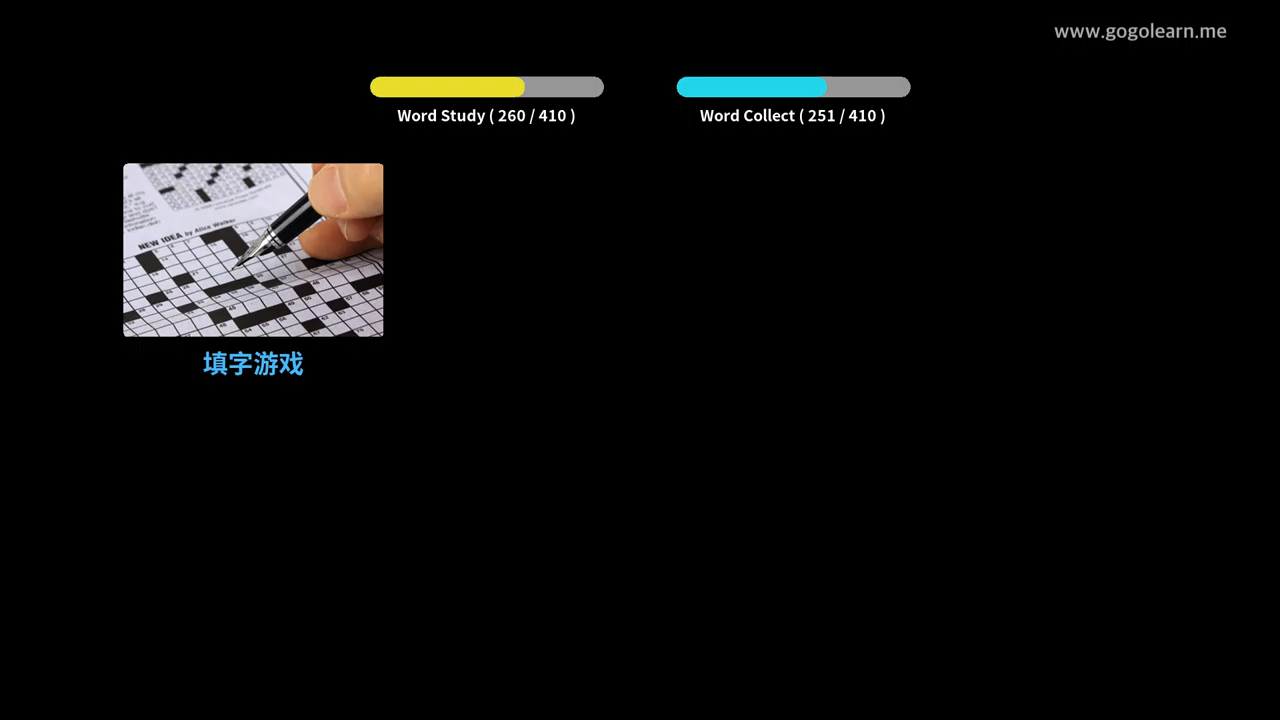 www.gogolearn.me
Word Study ( 260 / 410 )
Word Collect ( 251 / 410 )
NEW IDEA by Alice Walker
填字游戏